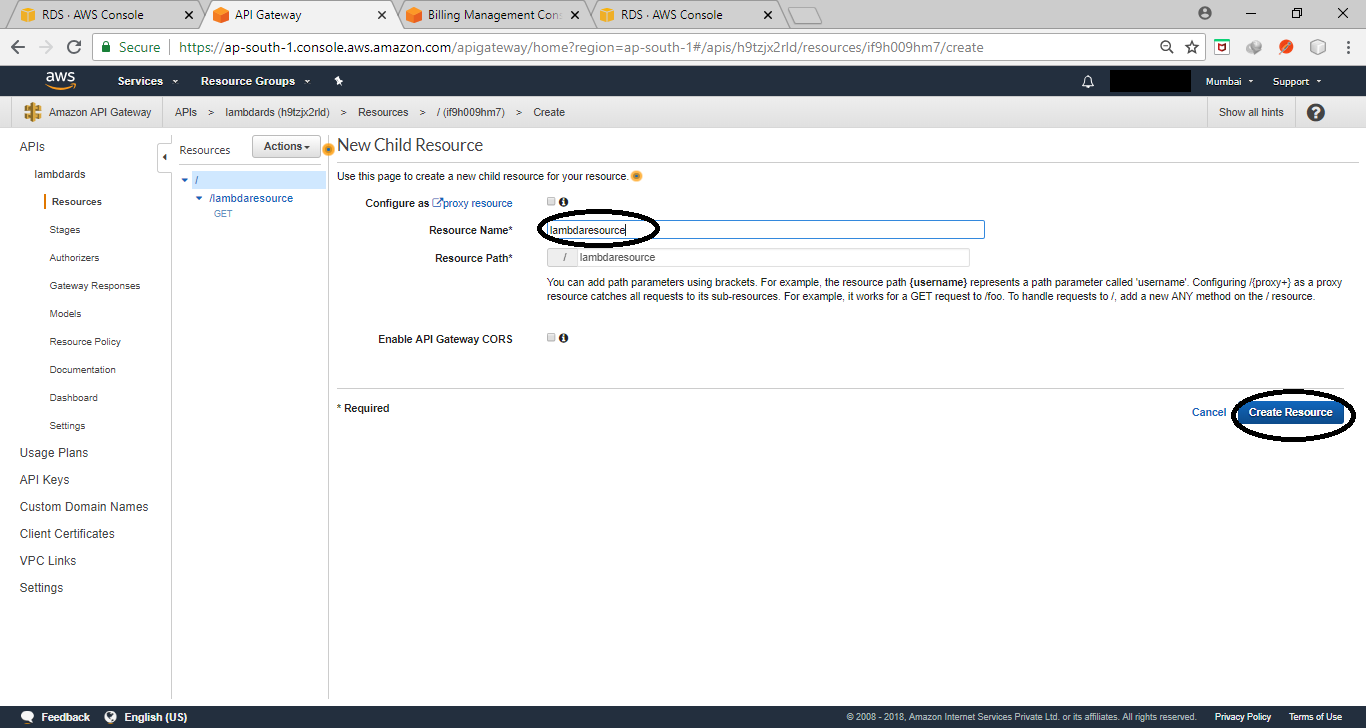 RDS · AWS Console
API Gateway
Billing Management Con
RDS · AWS Console
Secure
https://ap-south-1.console.aws.amazon.com/apigateway/home?region=ap-south-1#/apis/h9tzjx2rld/resources/if9h009hm7/create
aws
Services
Resource Groups
Mumbai
Support
Amazon API Gateway
APIs > lambdards (h9tzjx2rld) > Resources > / (if9h009hm7) > Create
Show all hints
?
APIs
lambdards
Resources
Stages
Authorizers
Gateway Responses
Models
Resource Policy
Documentation
Dashboard
Settings
Usage Plans
API Keys
Custom Domain Names
Client Certificates
VPC Links
Settings
Resources
Actions
/
/lambdaresource
GET
New Child Resource
Use this page to create a new child resource for your resource.
Configure as proxy resource
Resource Name*
lambdaresource
Resource Path*
/ lambdaresource
You can add path parameters using brackets. For example, the resource path {username} represents a path parameter called 'username'. Configuring /{proxy+} as a proxy
resource catches all requests to its sub-resources. For example, it works for a GET request to /foo. To handle requests to /, add a new ANY method on the / resource.
Enable API Gateway CORS
* Required
Cancel
Create Resource
Feedback
English (US)
© 2008 - 2018, Amazon Internet Services Private Ltd. or its affiliates. All rights reserved.
Privacy Policy
Terms of Use